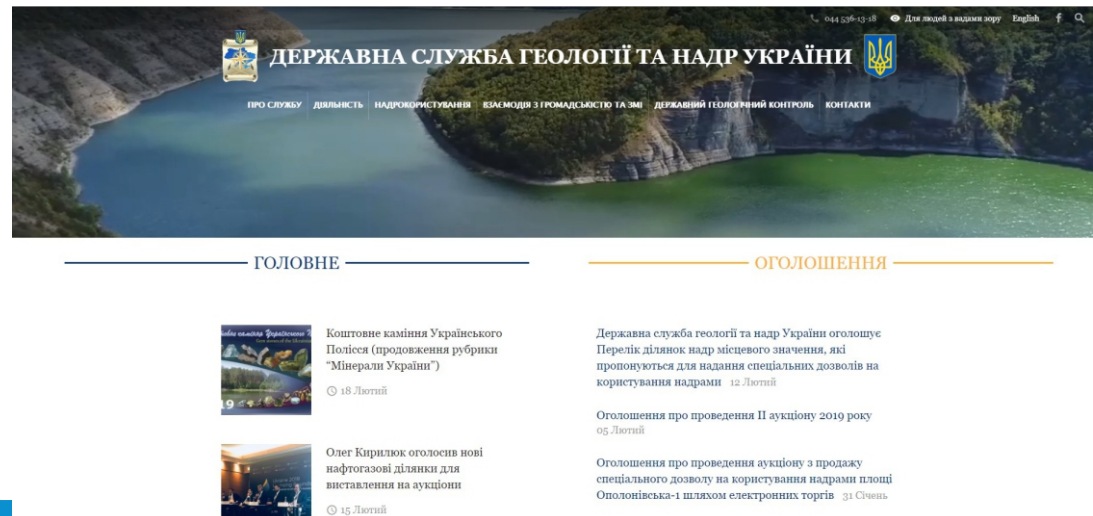 044 536-13-18 Для людей з вадами зору English
ДЕРЖАВНА СЛУЖБА ГЕОЛОГІЇ ТА НАДР УКРАЇНИ
ПРО СЛУЖБУ ДІЯЛЬНІСТЬ НАДРОКОРИСТУВАННЯ ВЗАЄМОДІЯ З ГРОМАДСЬКІСТЮ ТА ЗМІ ДЕРЖАВНИЙ ГЕОЛОГІЧНИЙ КОНТРОЛЬ КОНТАКТИ
ГОЛОВНЕ
Коштовне каміння Українського
Полісся (продовження рубрики
“Мінерали України”)
18 Лютий
Олег Кирилюк оголосив нові
нафтогазові ділянки для
виставлення на аукціони
15 Лютий
ОГОЛОШЕННЯ
Державна служба геології та надр України оголошує
Перелік ділянок надр місцевого значення, які
пропонуються для надання спеціальних дозволів на
користування надрами 12 Лютий
Оголошення про проведення II аукціону 2019 року
05 Лютий
Оголошення про проведення аукціону з продажу
спеціального дозволу на користування надрами площі
Ополонівська-1 шляхом електронних торгів 31 Січень